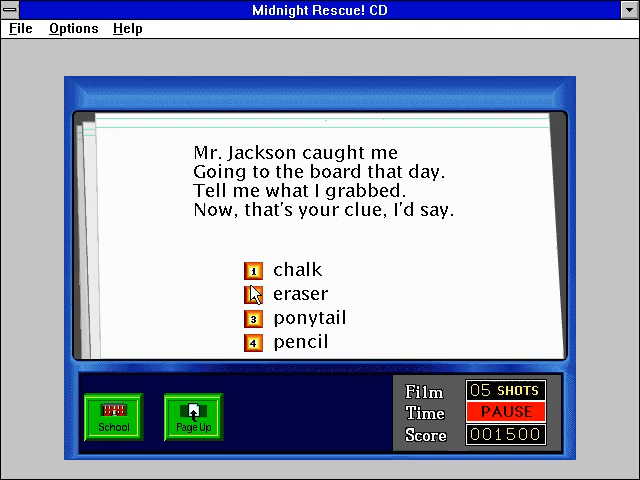 Midnight Rescue! CD
File Options Help
Mr. Jackson caught me
Going to the board that day.
Tell me what I grabbed.
Now, that's your clue, I'd say.
1 chalk
eraser
3 ponytail
4 pencil
School
Page Up
Film 05 SHOTS
Time PAUSE
Score 001500